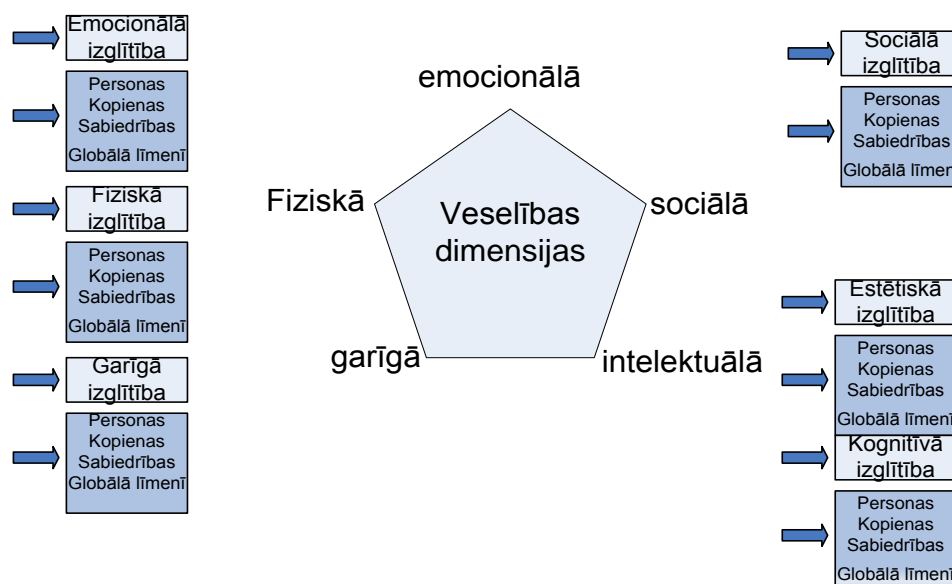 Emocionālā
izglītība
Personas
Kopienas
Sabiedrības
Globālā līmenī
Fiziskā
izglītība
Personas
Kopienas
Sabiedrības
Globālā līmenī
Garīgā
izglītība
Personas
Kopienas
Sabiedrības
Globālā līmenī
emocionālā
Fiziskā
sociālā
Veselības
dimensijas
garīgā
intelektuālā
Sociālā
izglītība
Personas
Kopienas
Sabiedrības
Globālā līmenī
Estētiskā
izglītība
Personas
Kopienas
Sabiedrības
Globālā līmenī
Kognitīvā
izglītība
Personas
Kopienas
Sabiedrības
Globālā līmenī